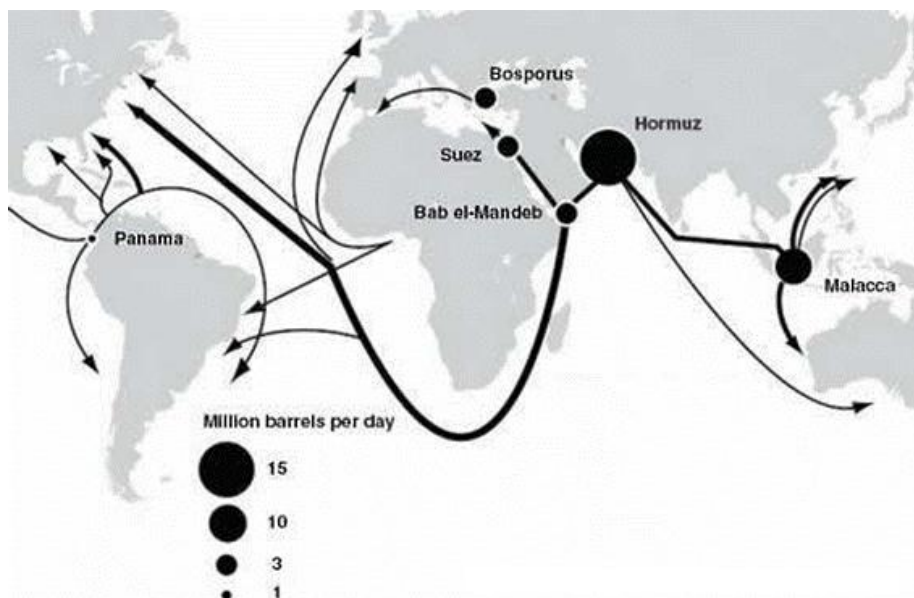 Bosporus
Hormuz
Suez
Bab el-Mandeb
Panama
Malacca
Million barrels per day
15
10
3
1